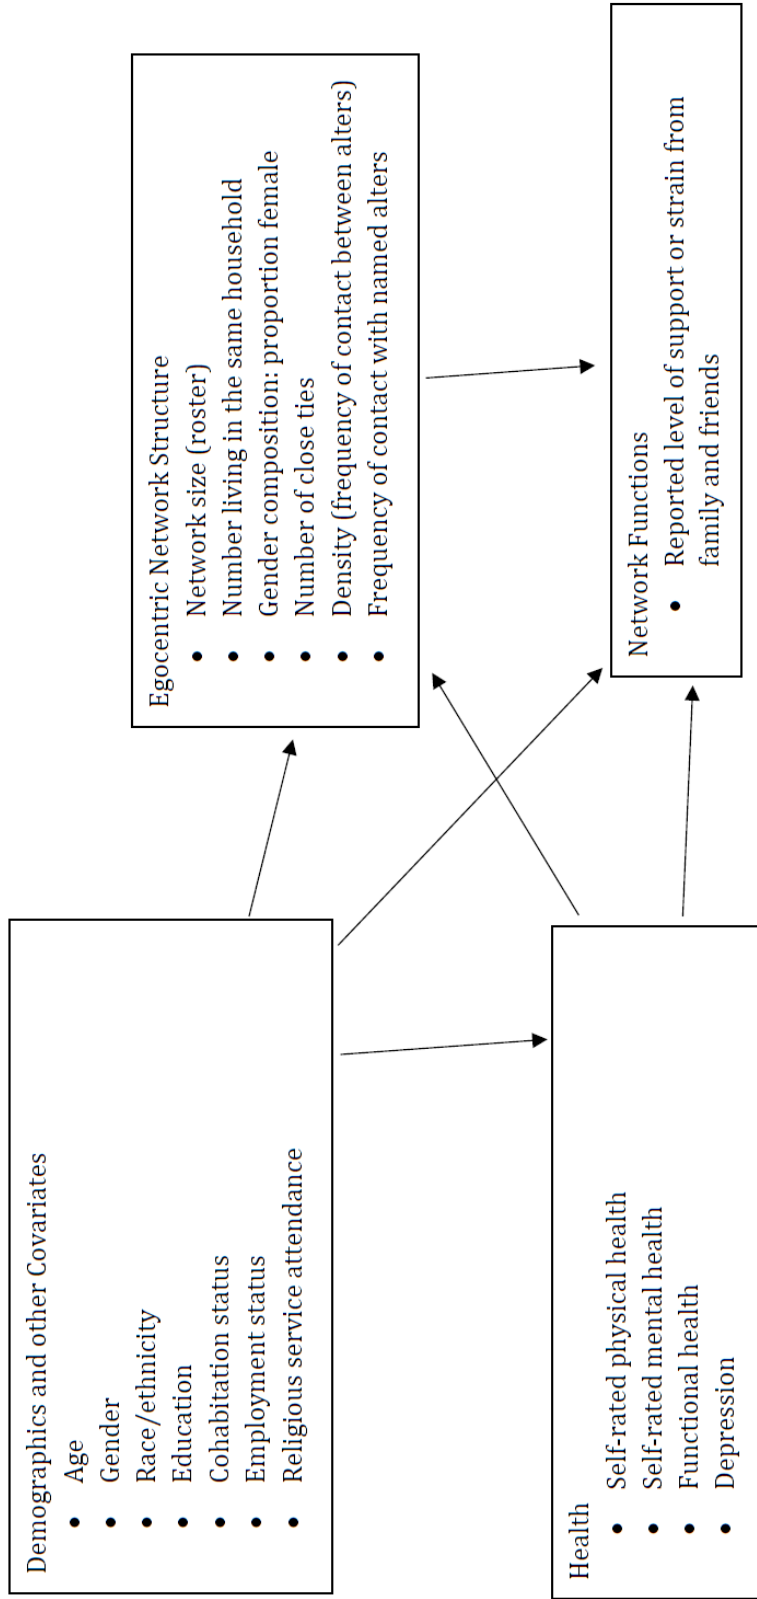 Demographics and other Covariates
• Age
• Gender
• Race/ethnicity
• Education
• Cohabitation status
• Employment status
• Religious service attendance
Egocentric Network Structure
• Network size (roster)
• Number living in the same household
• Gender composition: proportion female
• Number of close ties
• Density (frequency of contact between alters)
• Frequency of contact with named alters
Health
• Self-rated physical health
• Self-rated mental health
• Functional health
• Depression
Network Functions
• Reported level of support or strain from
family and friends